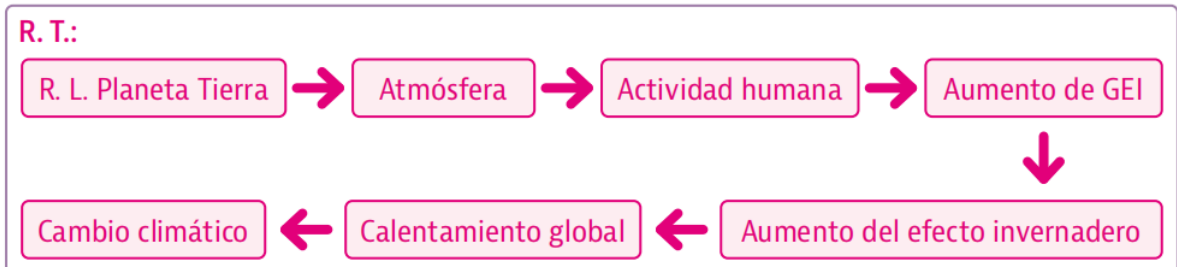 R. T.:
R. L. Planeta Tierra
Atmósfera
Actividad humana
Aumento de GEI
Aumento del efecto invernadero
Calentamiento global
Cambio climático